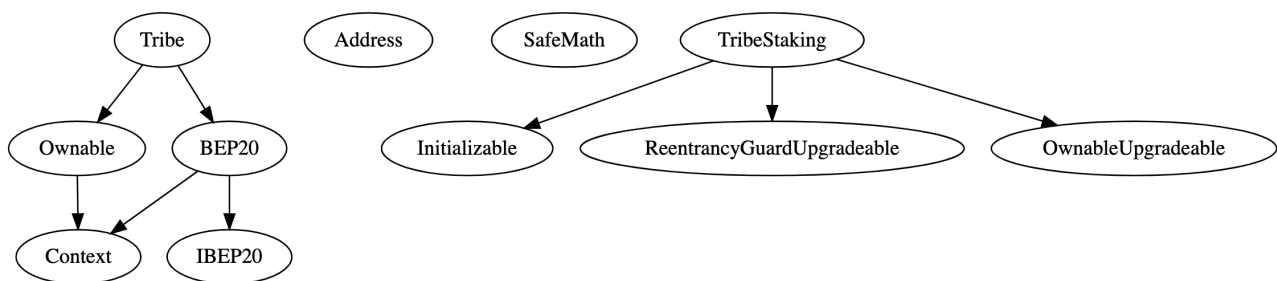 Tribe
Address
SafeMath
TribeStaking
Ownable
BEP20
Initializable
ReentrancyGuardUpgradeable
OwnableUpgradeable
Context
IBEP20